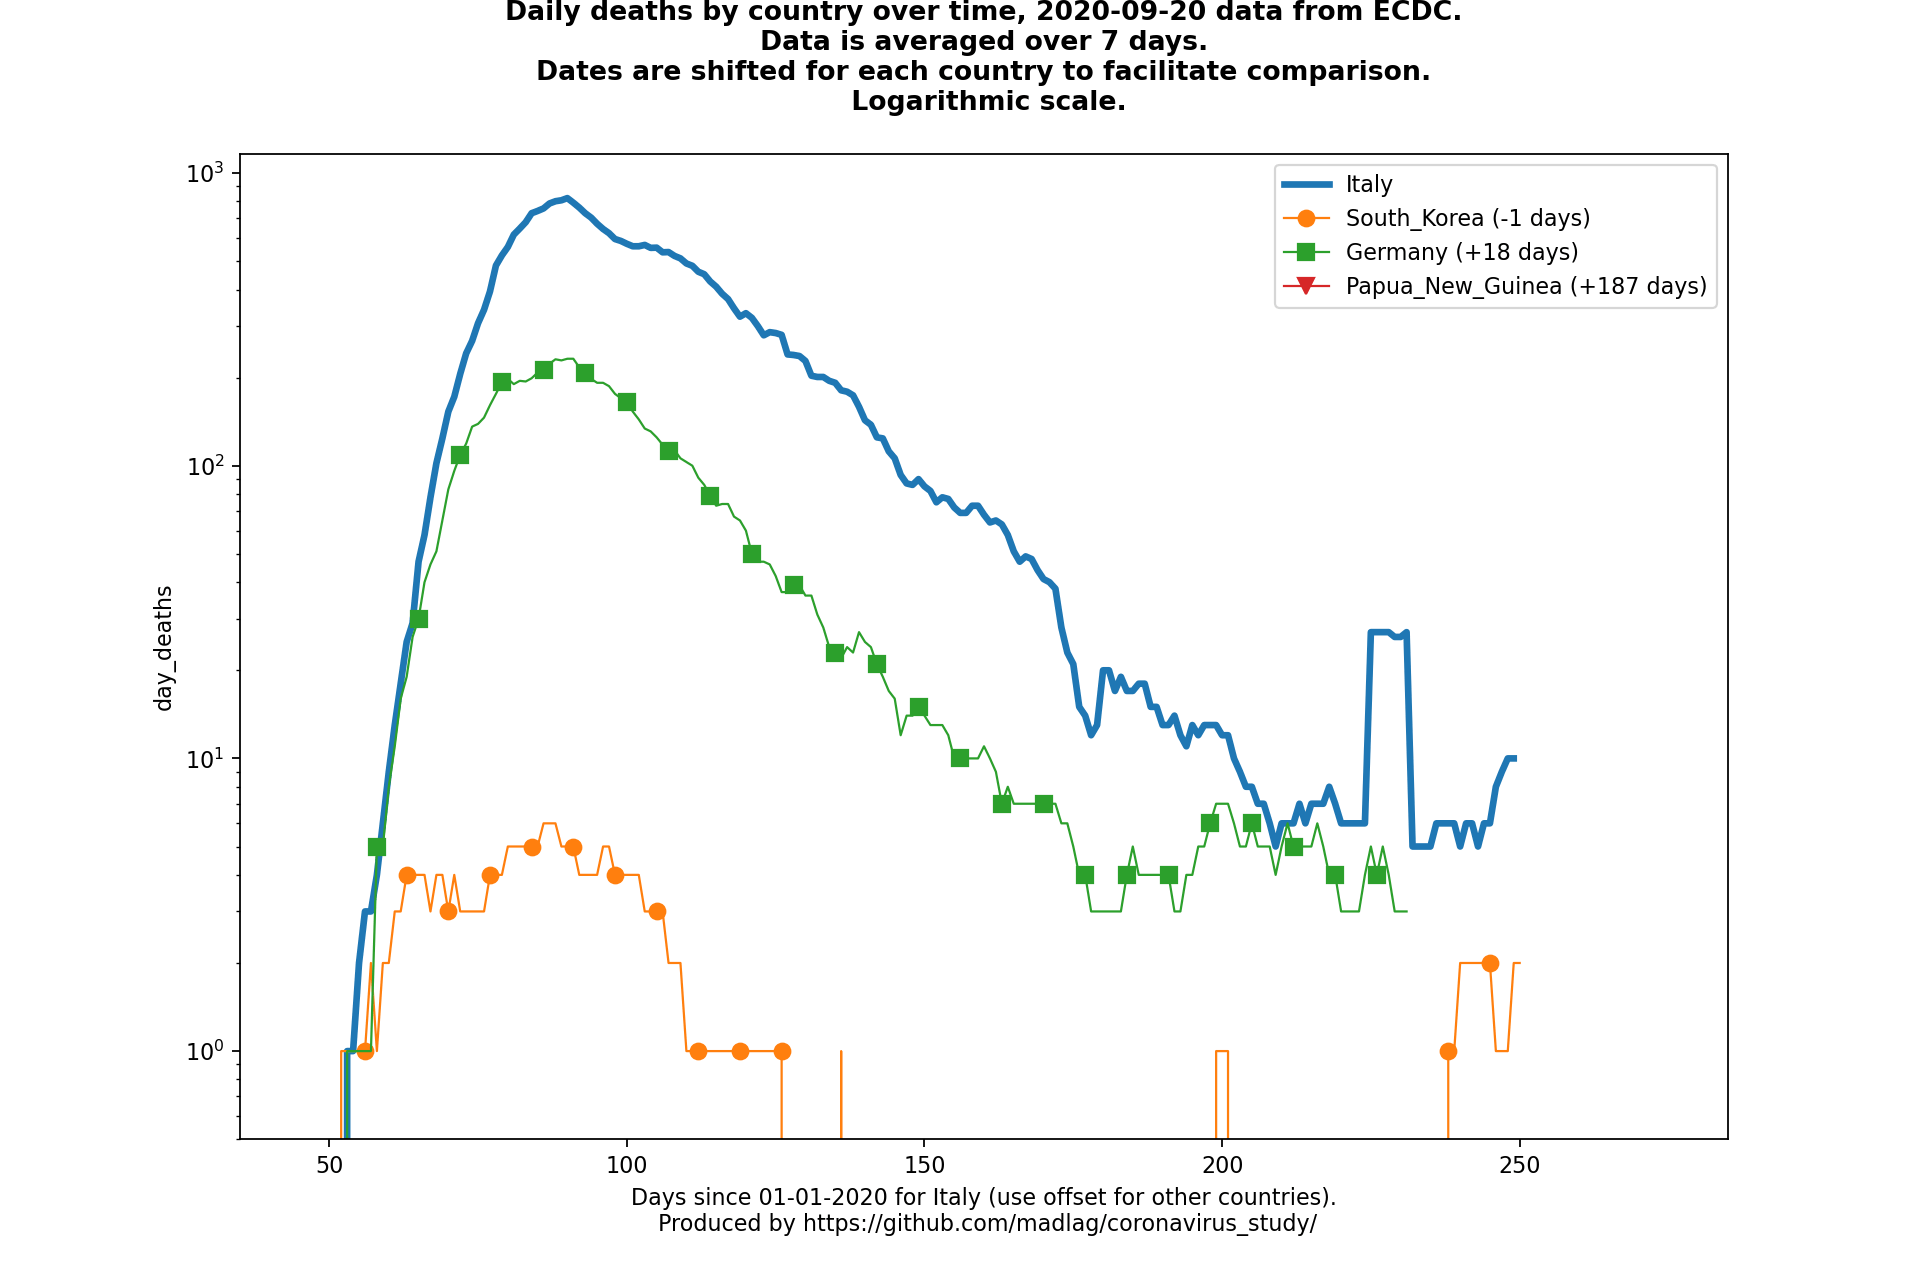 Daily deaths by country over time, 2020-09-20 data from ECDC.
Data is averaged over 7 days.
Dates are shifted for each country to facilitate comparison.
Logarithmic scale.
10³
10²
10¹
10⁰
day_deaths
Italy
South_Korea (-1 days)
Germany (+18 days)
Papua_New_Guinea (+187 days)
50 100 150 200 250
Days since 01-01-2020 for Italy (use offset for other countries).
Produced by https://github.com/madlag/coronavirus_study/